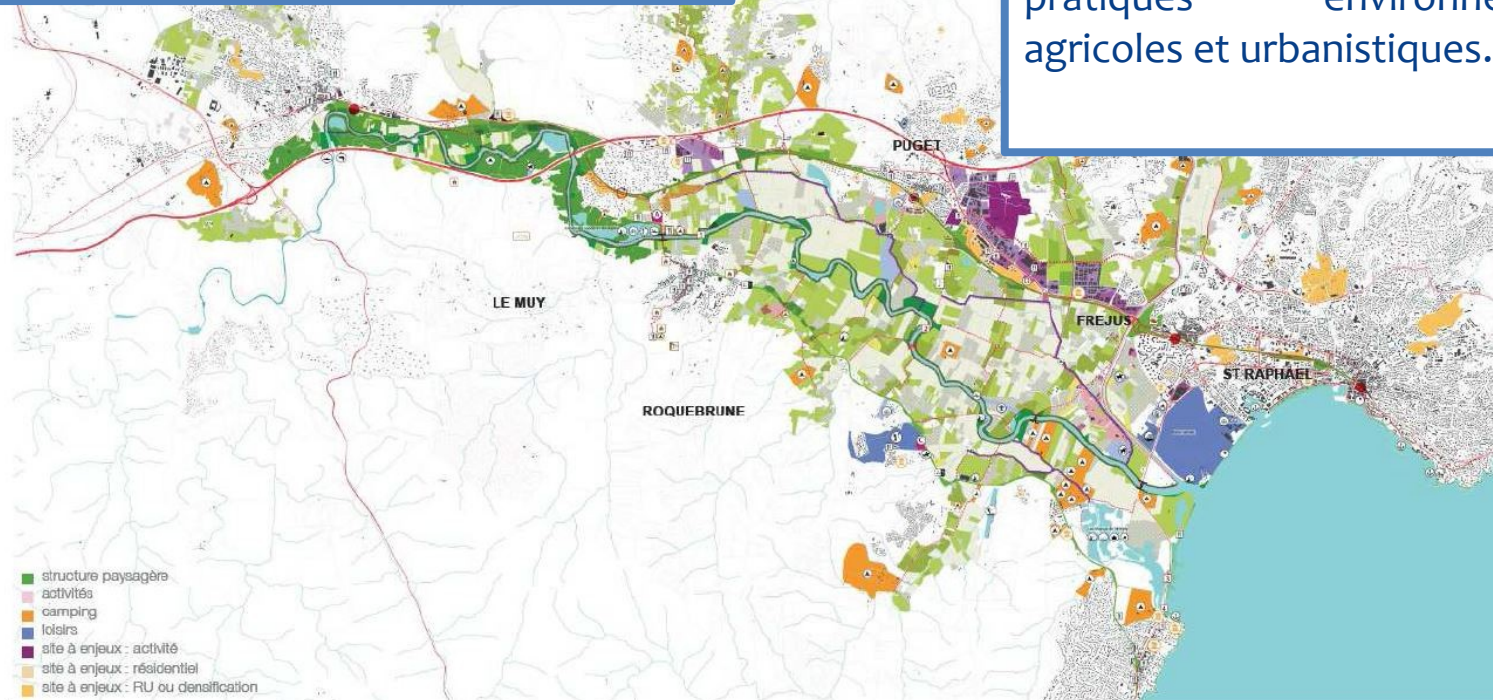 pratiques
agricoles et urbanistiques.
PUGET
LE MUY
FREJUS
ST RAPHAEL
ROQUEBRUNE
structure paysagère
activités
camping
loisirs
site à enjeux : activité
site à enjeux : résidentiel
site à enjeux : RU ou densification